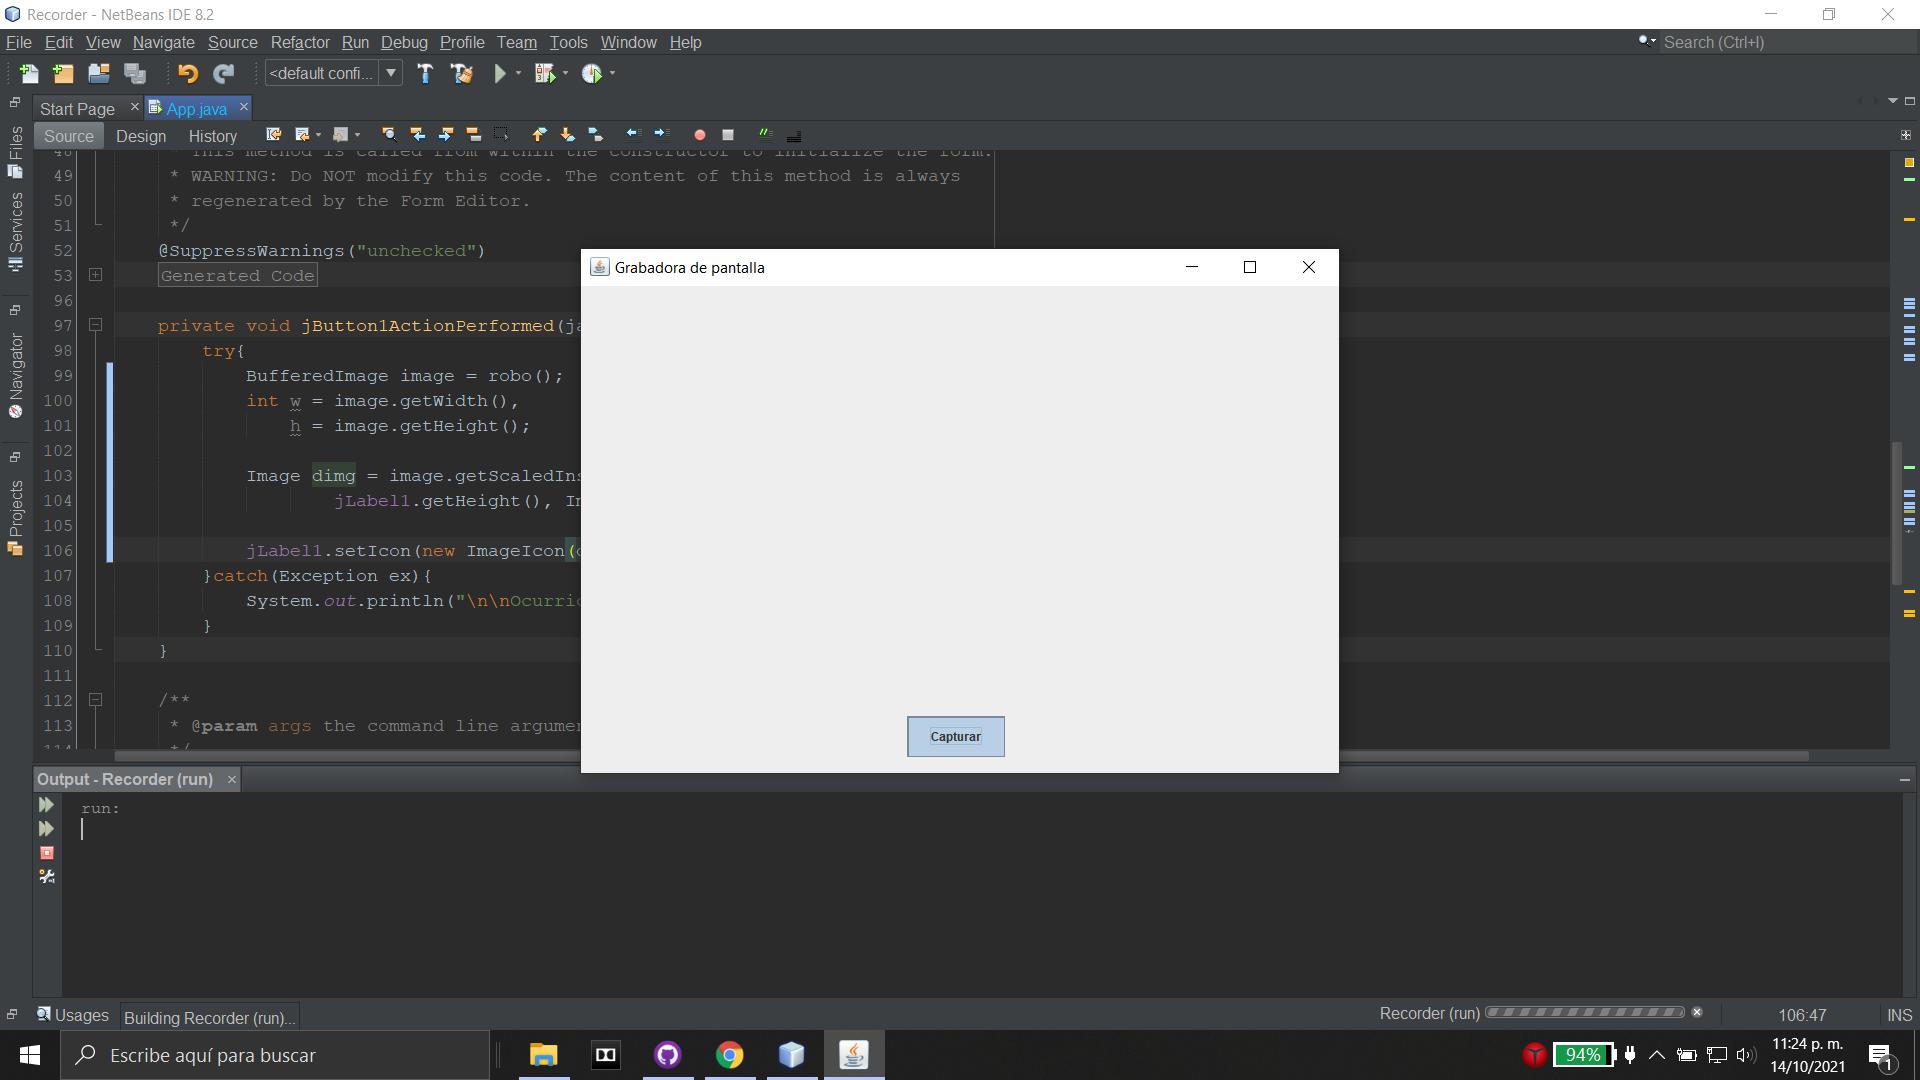 Recorder - NetBeans IDE 8.2
File Edit View Navigate Source Refactor Run Debug Profile Team Tools Window Help
Search (Ctrl+I)
<default confi...
Start Page
App.java
Source Design History
Files
Services
Navigator
Projects
48 * This method is called from within the constructor to initialize the form.
49 * WARNING: Do NOT modify this code. The content of this method is always
50 * regenerated by the Form Editor.
51 */
52 @SuppressWarnings("unchecked")
53 Generated Code
96
97 private void jButton1ActionPerformed(ja
98 try{
99 BufferedImage image = robo();
100 int w = image.getWidth(),
101 h = image.getHeight();
102
103 Image dimg = image.getScaledIns
104 jLabel1.getHeight(), Im
105
106 jLabel1.setIcon(new ImageIcon(d
107 }catch(Exception ex){
108 System.out.println("\n\nOcurrio
109 }
110 }
111
112 /**
113 * @param args the command line argumen
114 */
Grabadora de pantalla
Capturar
Output - Recorder (run)
run:
Usages
Building Recorder (run)...
Recorder (run)
106:47
INS
Escribe aquí para buscar
94%
11:24 p. m.
14/10/2021
1